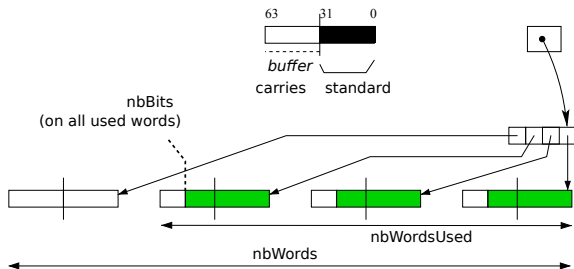 63 31 0
buffer
carries standard
nbBits
(on all used words)
nbWordsUsed
nbWords